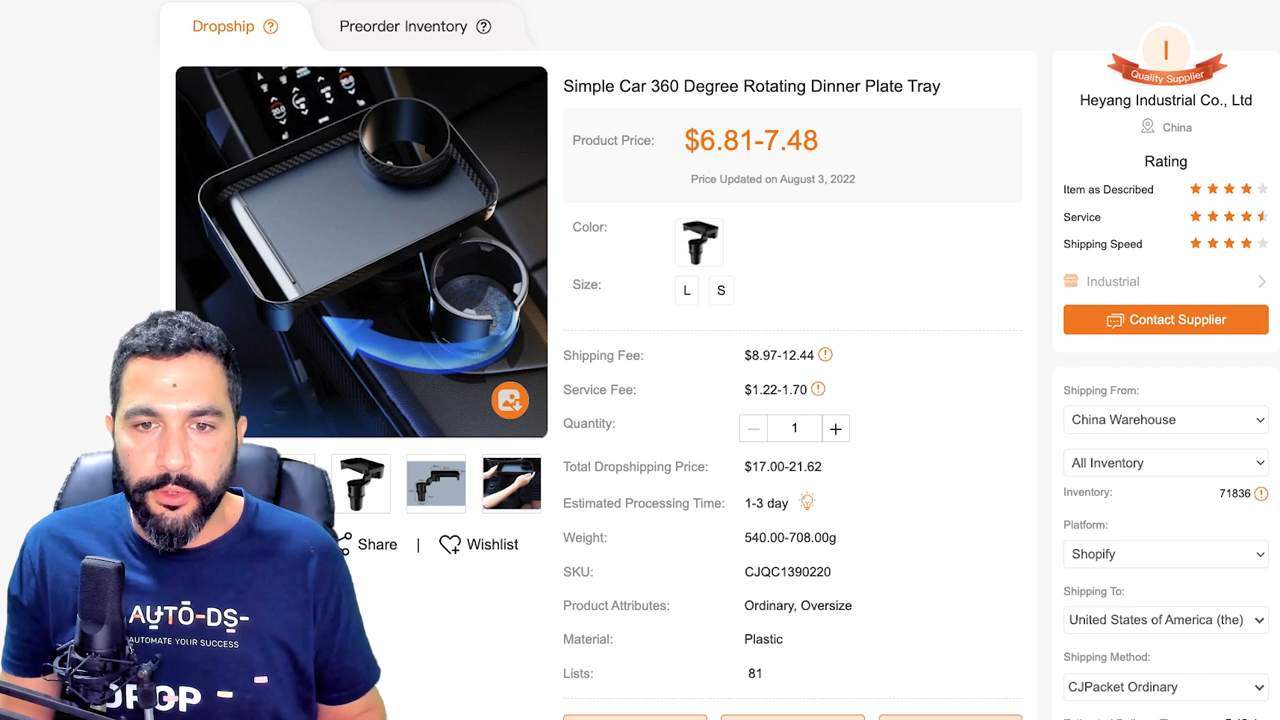 Dropship ?
Preorder Inventory ?
Simple Car 360 Degree Rotating Dinner Plate Tray
Product Price: $6.81-7.48
Price Updated on August 3, 2022
Color:
Size: L S
Shipping Fee: $8.97-12.44
Service Fee: $1.22-1.70
Quantity: — 1 +
Total Dropshipping Price: $17.00-21.62
Estimated Processing Time: 1-3 day
Weight: 540.00-708.00g
SKU: CJQC1390220
Product Attributes: Ordinary, Oversize
Material: Plastic
Lists: 81
Share | Wishlist
AUTO-DS-
AUTOMATE YOUR SUCCESS
DROP
I
Quality Supplier
Heyang Industrial Co., Ltd
China
Rating
Item as Described
Service
Shipping Speed
Industrial
Contact Supplier
Shipping From:
China Warehouse
All Inventory
Inventory: 71836
Platform:
Shopify
Shipping To:
United States of America (the)
Shipping Method:
CJPacket Ordinary